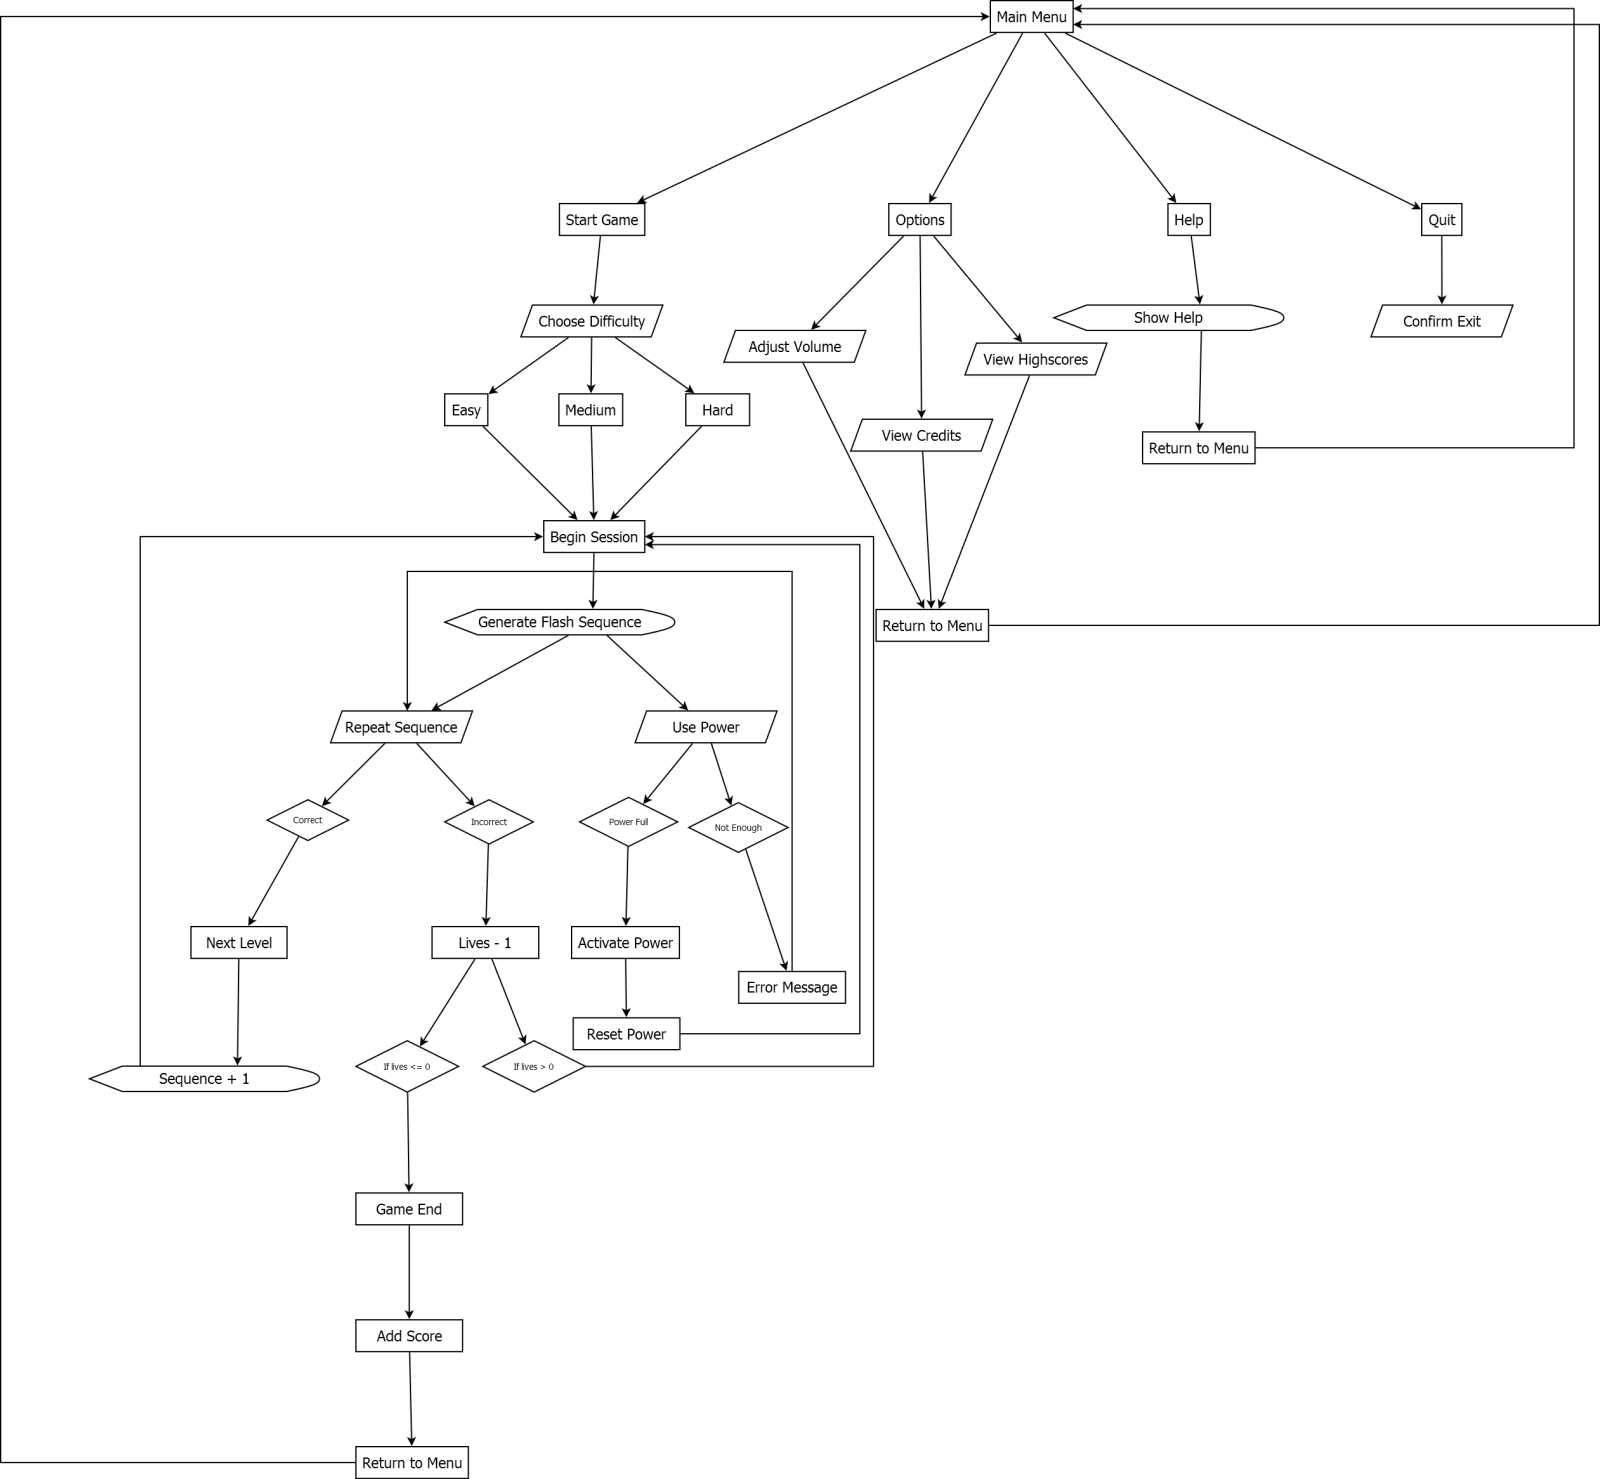 Main Menu
Start Game
Options
Help
Quit
Choose Difficulty
Show Help
Confirm Exit
Adjust Volume
View Highscores
Easy
Medium
Hard
View Credits
Return to Menu
Begin Session
Generate Flash Sequence
Return to Menu
Repeat Sequence
Use Power
Correct
Incorrect
Power Full
Not Enough
Next Level
Lives - 1
Activate Power
Error Message
Reset Power
Sequence + 1
If lives <= 0
If lives > 0
Game End
Add Score
Return to Menu